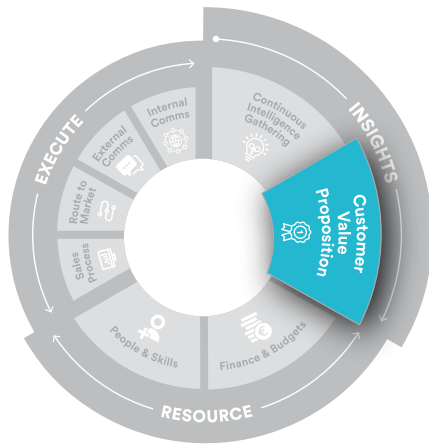 INSIGHTS
Continuous
Intelligence
Gathering
Customer
Value
Proposition
RESOURCE
Finance & Budgets
People & Skills
EXECUTE
Sales
Process
Route to
Market
External
Comms
Internal
Comms